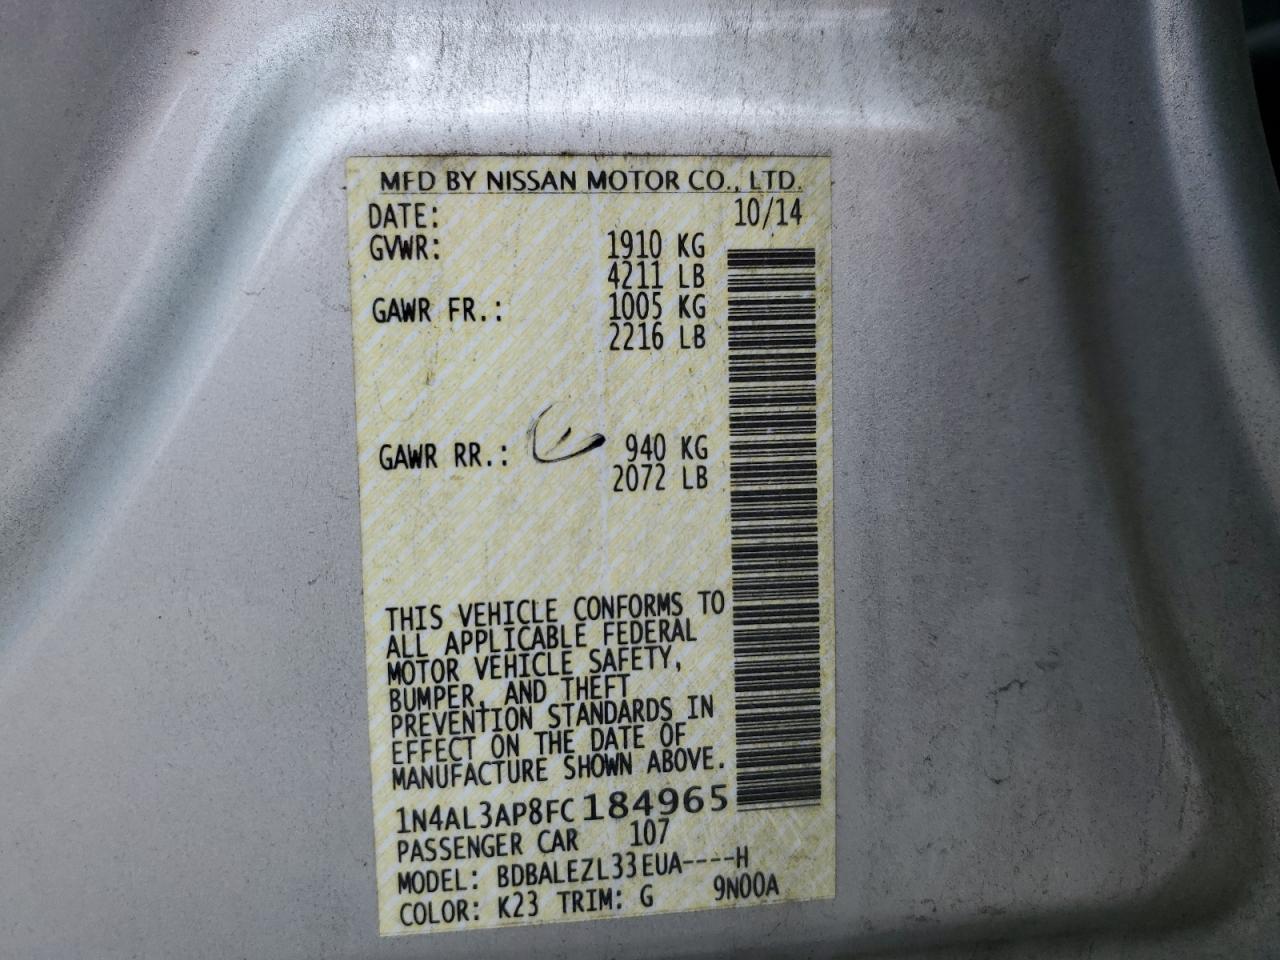 MFD BY NISSAN MOTOR CO., LTD.
DATE: 10/14
GVWR: 1910 KG
4211 LB
GAWR FR.: 1005 KG
2216 LB
GAWR RR.: 940 KG
2072 LB
THIS VEHICLE CONFORMS TO
ALL APPLICABLE FEDERAL
MOTOR VEHICLE SAFETY,
BUMPER, AND THEFT
PREVENTION STANDARDS IN
EFFECT ON THE DATE OF
MANUFACTURE SHOWN ABOVE.
1N4AL3AP8FC184965
PASSENGER CAR 107
MODEL: BDBALEZL33EUA----H
COLOR: K23 TRIM: G 9N00A